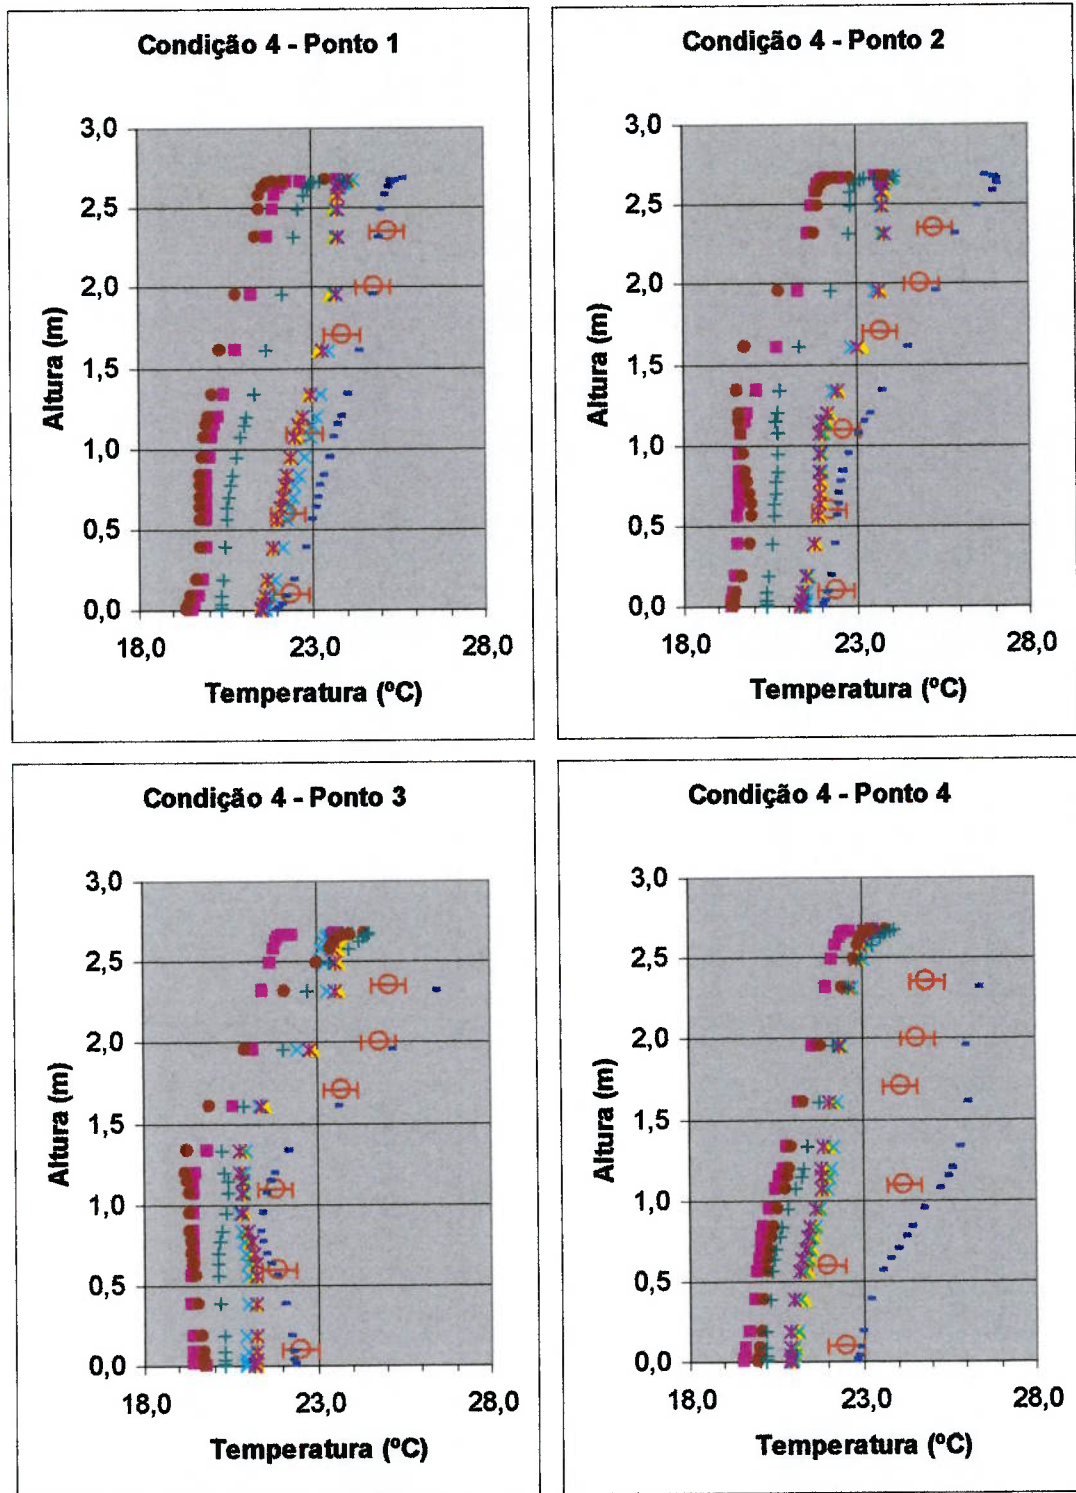 Condição 4 - Ponto 1
3,0
2,5
2,0
1,5
1,0
0,5
0,0
Altura (m)
18,0 23,0 28,0
Temperatura (ºC)
Condição 4 - Ponto 2
3,0
2,5
2,0
1,5
1,0
0,5
0,0
Altura (m)
18,0 23,0 28,0
Temperatura (ºC)
Condição 4 - Ponto 3
3,0
2,5
2,0
1,5
1,0
0,5
0,0
Altura (m)
18,0 23,0 28,0
Temperatura (ºC)
Condição 4 - Ponto 4
3,0
2,5
2,0
1,5
1,0
0,5
0,0
Altura (m)
18,0 23,0 28,0
Temperatura (ºC)